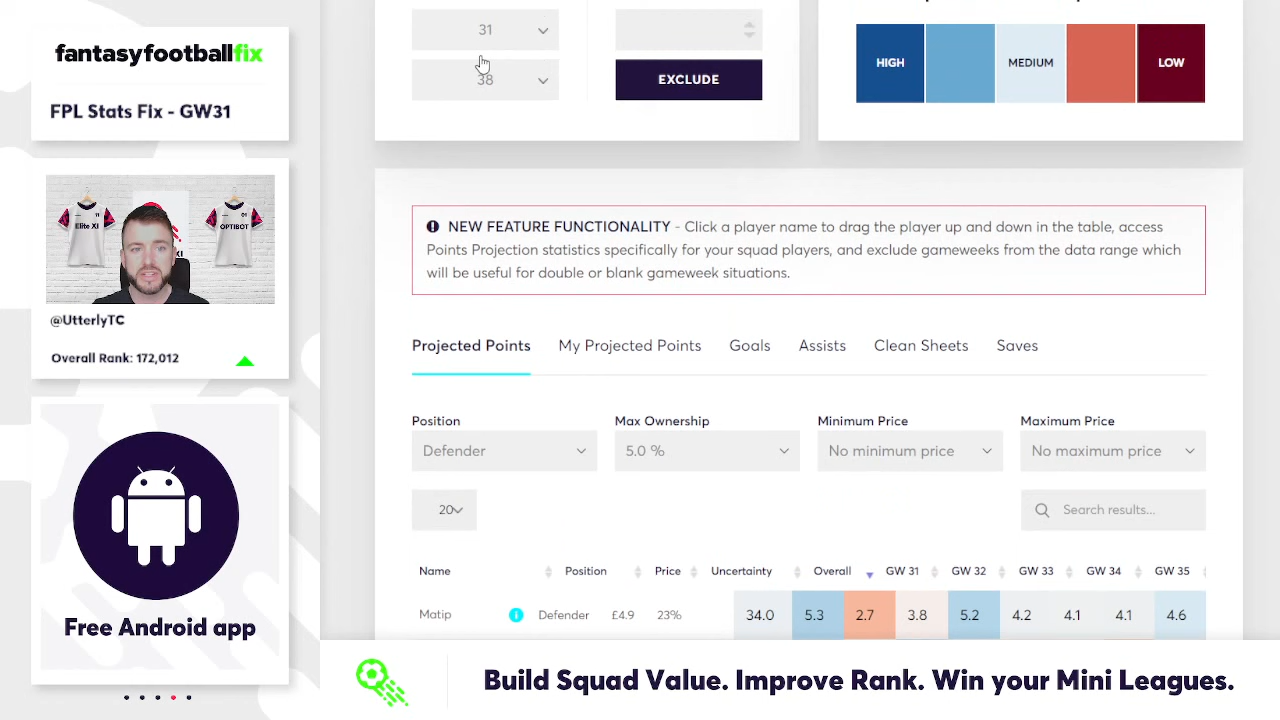 fantasyfootballfix
FPL Stats Fix - GW31
Elite XI
11
OPTIBOT
01
XI
@UtterlyTC
Overall Rank: 172,012
Free Android app
31
38
EXCLUDE
HIGH
MEDIUM
LOW
NEW FEATURE FUNCTIONALITY - Click a player name to drag the player up and down in the table, access
Points Projection statistics specifically for your squad players, and exclude gameweeks from the data range which
will be useful for double or blank gameweek situations.
Projected Points My Projected Points Goals Assists Clean Sheets Saves
Position Max Ownership Minimum Price Maximum Price
Defender 5.0 % No minimum price No maximum price
20 Search results...
Name Position Price Uncertainty Overall GW 31 GW 32 GW 33 GW 34 GW 35
Matip Defender £4.9 23% 34.0 5.3 2.7 3.8 5.2 4.2 4.1 4.1 4.6
Build Squad Value. Improve Rank. Win your Mini Leagues.